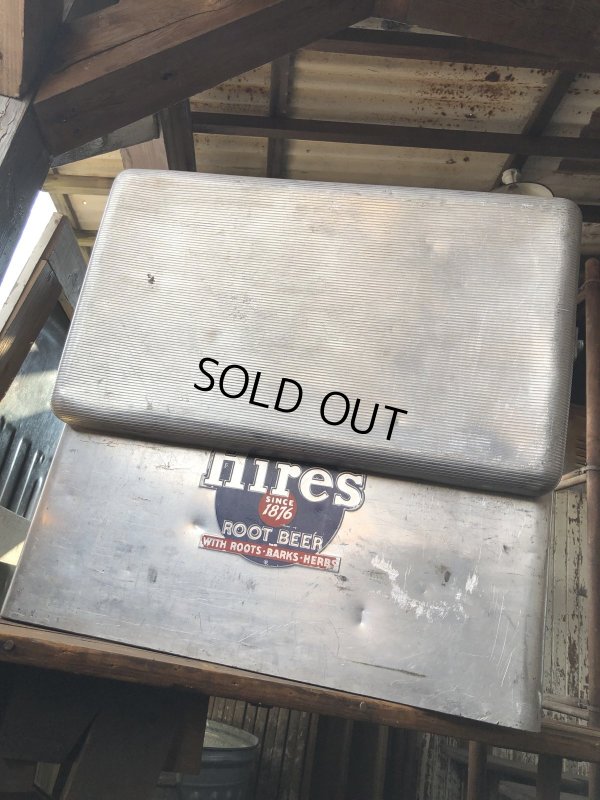 SOLD OUT
Hires
SINCE
1876
ROOT BEER
WITH ROOTS-BARKS-HERBS